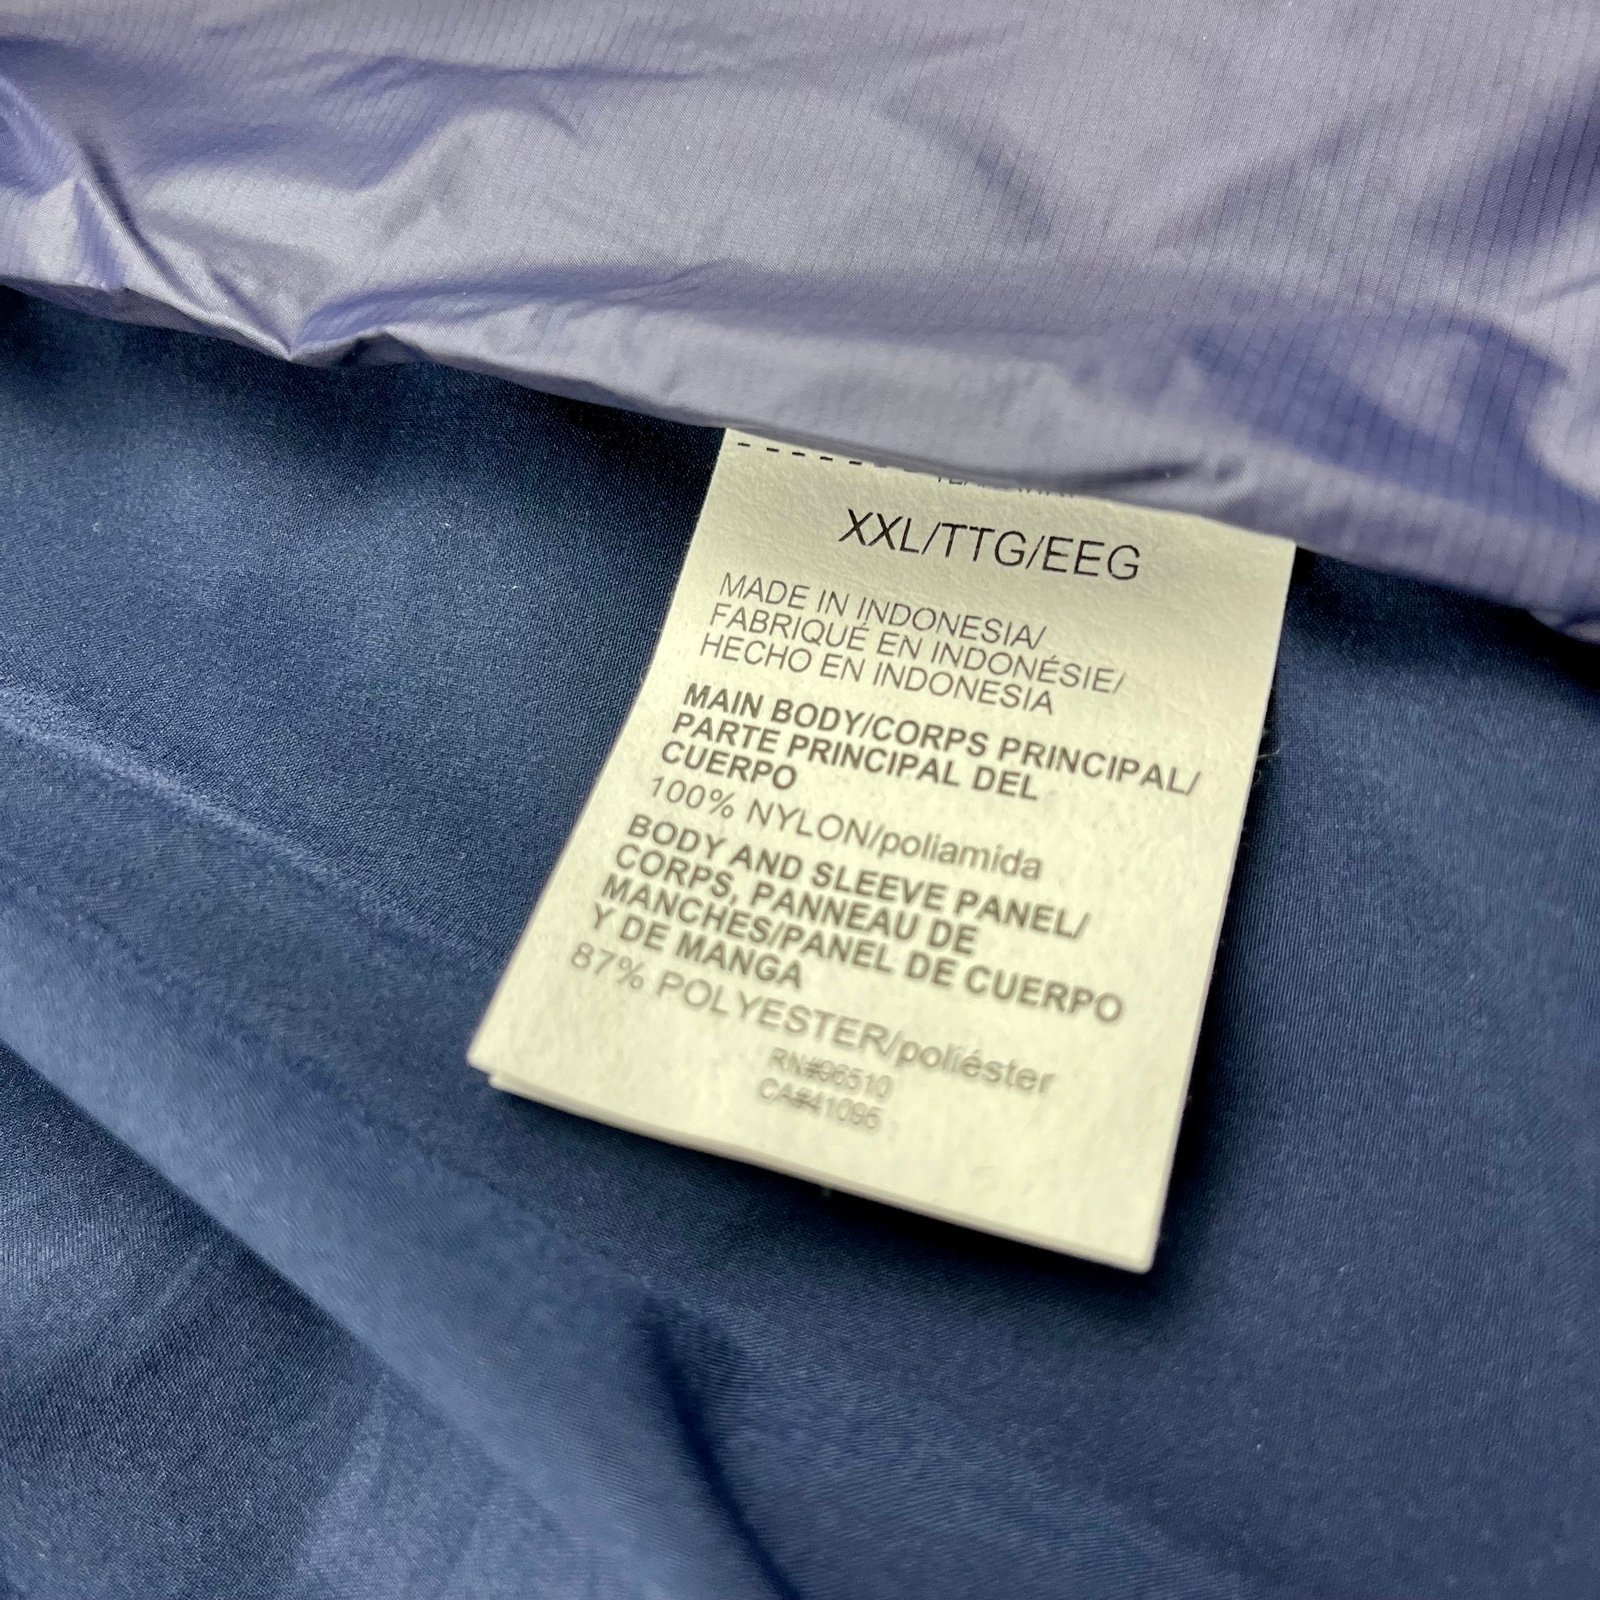 XXL/TTG/EEG
MADE IN INDONESIA/
FABRIQUÉ EN INDONÉSIE/
HECHO EN INDONESIA
MAIN BODY/CORPS PRINCIPAL/
PARTE PRINCIPAL DEL
CUERPO
100% NYLON/poliamida
BODY AND SLEEVE PANEL/
CORPS, PANNEAU DE
MANCHES/PANEL DE CUERPO
Y DE MANGA
87% POLYESTER/poliéster
RN#96510
CA#41095